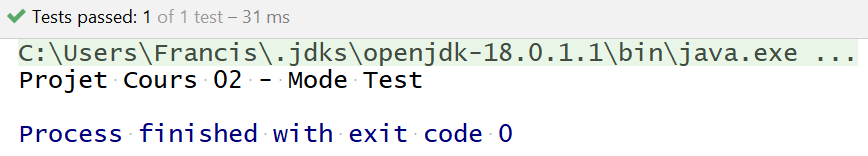 Tests passed: 1 of 1 test – 31 ms
C:\Users\Francis\.jdks\openjdk-18.0.1.1\bin\java.exe ...
Projet Cours 02 - Mode Test
Process finished with exit code 0